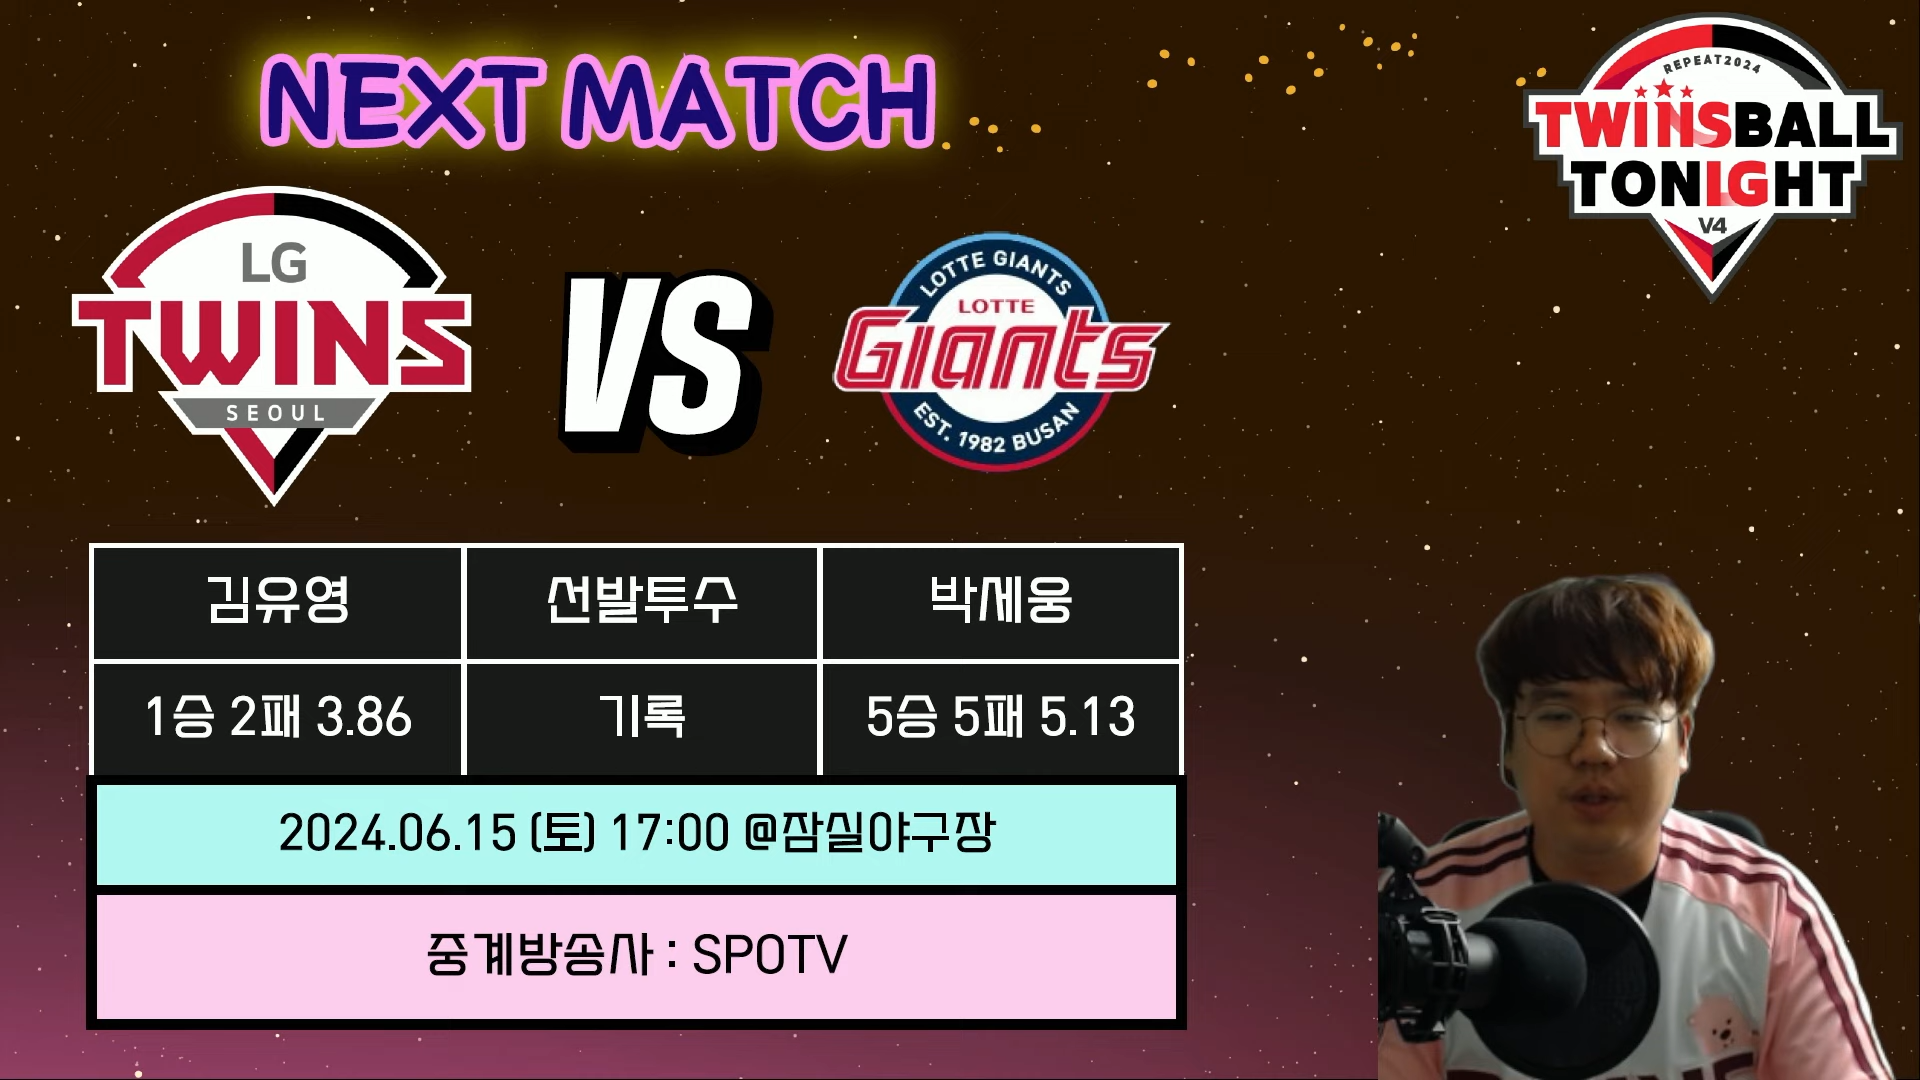 NEXT MATCH
REPEAT2024
TWINSBALL
TONIGHT
V4
LG
TWINS
SEOUL
VS
LOTTE GIANTS
LOTTE
Giants
EST. 1982 BUSAN
김유영 선발투수 박세웅
1승 2패 3.86 기록 5승 5패 5.13
2024.06.15 (토) 17:00 @잠실야구장
중계방송사 : SPOTV